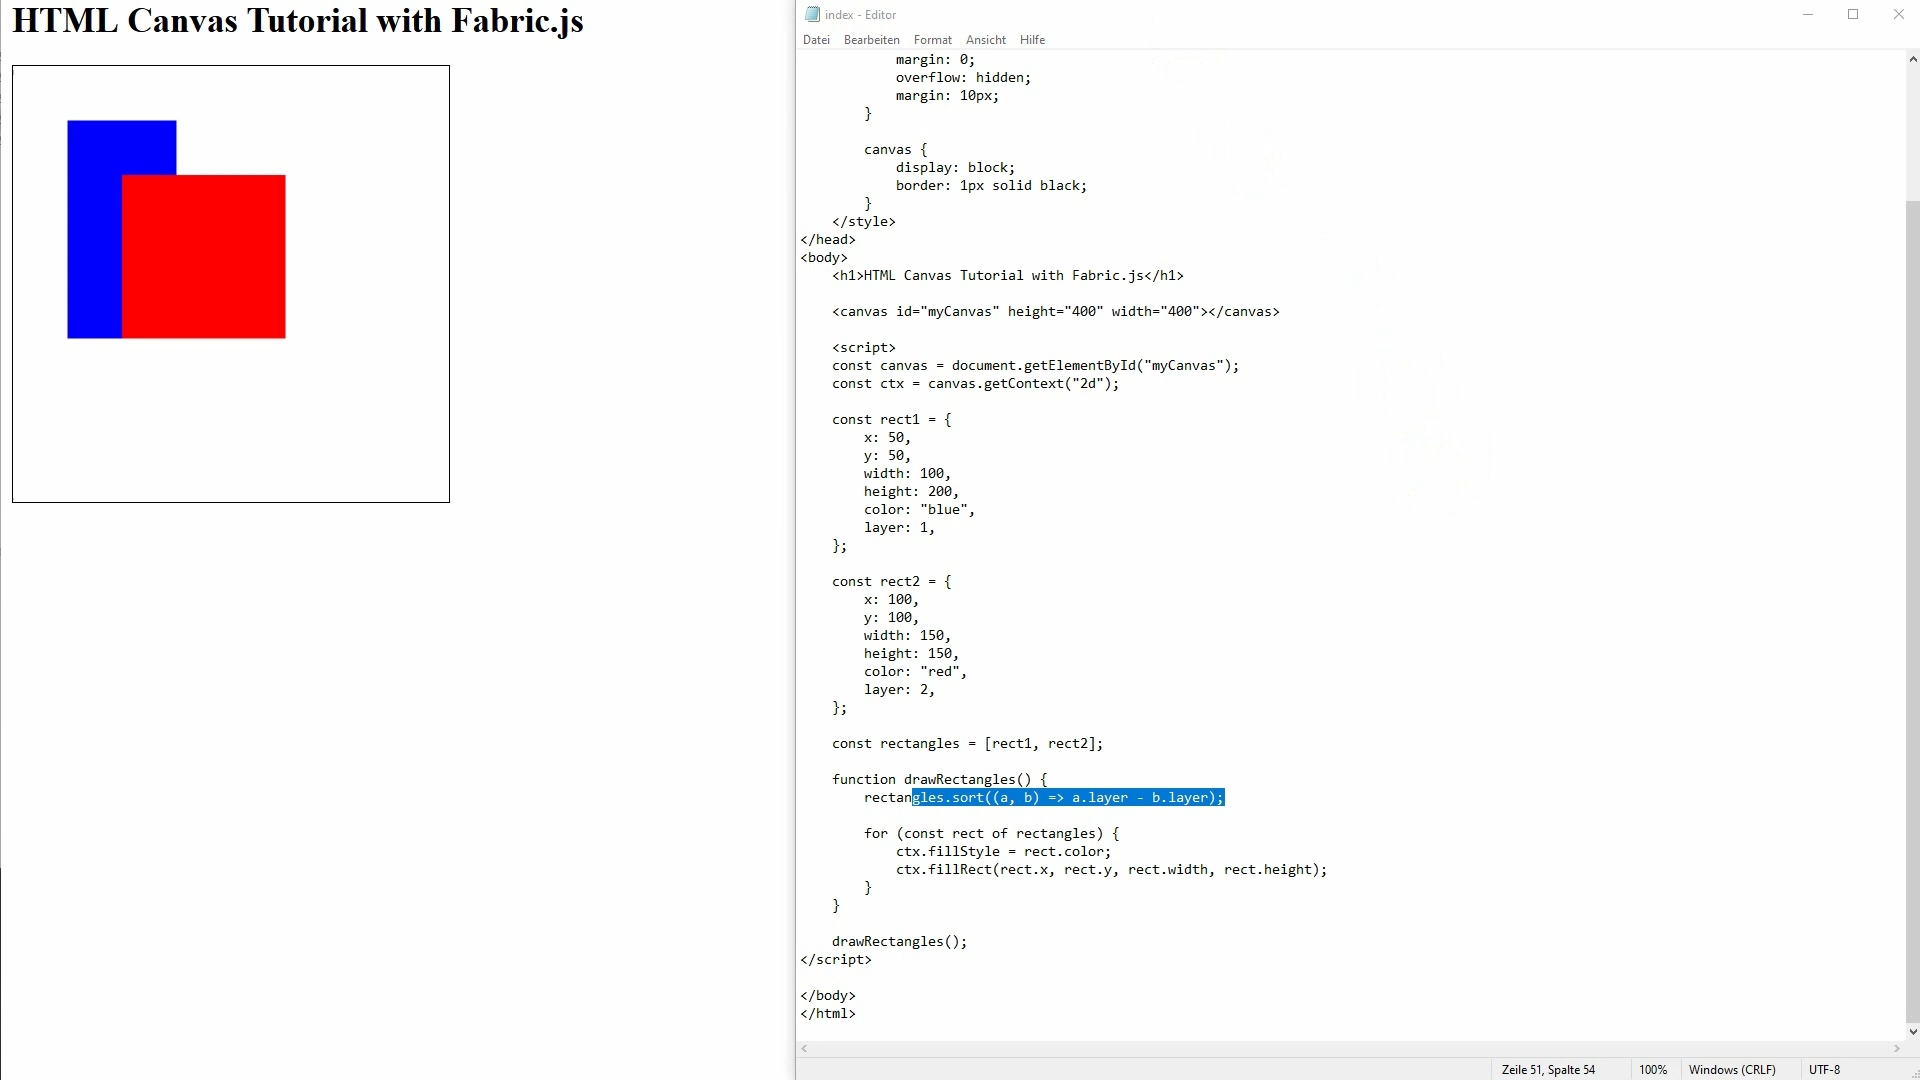 HTML Canvas Tutorial with Fabric.js
index - Editor
Datei Bearbeiten Format Ansicht Hilfe
margin: 0;
overflow: hidden;
margin: 10px;
}
canvas {
display: block;
border: 1px solid black;
}
</style>
</head>
<body>
<h1>HTML Canvas Tutorial with Fabric.js</h1>
<canvas id="myCanvas" height="400" width="400"></canvas>
<script>
const canvas = document.getElementById("myCanvas");
const ctx = canvas.getContext("2d");
const rect1 = {
x: 50,
y: 50,
width: 100,
height: 200,
color: "blue",
layer: 1,
};
const rect2 = {
x: 100,
y: 100,
width: 150,
height: 150,
color: "red",
layer: 2,
};
const rectangles = [rect1, rect2];
function drawRectangles() {
rectangles.sort((a, b) => a.layer - b.layer);
for (const rect of rectangles) {
ctx.fillStyle = rect.color;
ctx.fillRect(rect.x, rect.y, rect.width, rect.height);
}
}
drawRectangles();
</script>
</body>
</html>
Zeile 51, Spalte 54 100% Windows (CRLF) UTF-8